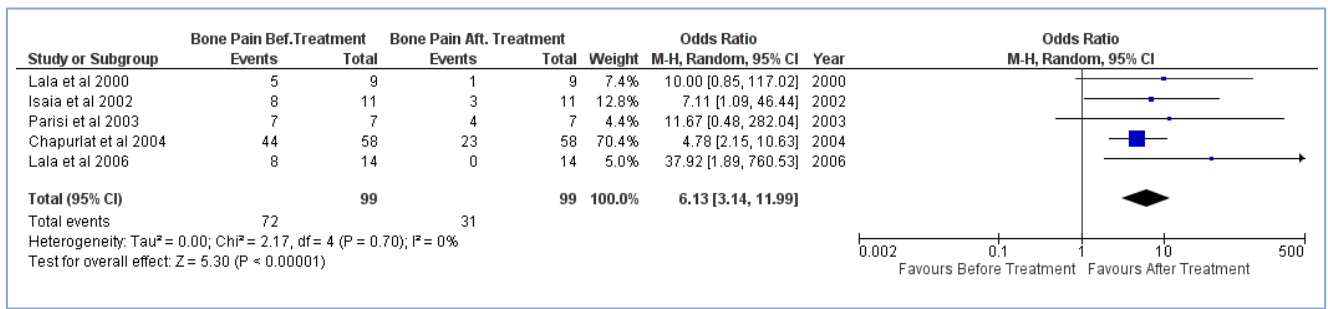 Bone Pain Bef.Treatment Bone Pain Aft. Treatment Odds Ratio Odds Ratio
Study or Subgroup Events Total Events Total Weight M-H, Random, 95% CI Year M-H, Random, 95% CI
Lala et al 2000 5 9 1 9 7.4% 10.00 [0.85, 117.02] 2000
Isaia et al 2002 8 11 3 11 12.8% 7.11 [1.09, 46.44] 2002
Parisi et al 2003 7 7 4 7 4.4% 11.67 [0.48, 282.04] 2003
Chapurlat et al 2004 44 58 23 58 70.4% 4.78 [2.15, 10.63] 2004
Lala et al 2006 8 14 0 14 5.0% 37.92 [1.89, 760.53] 2006
Total (95% CI) 99 99 100.0% 6.13 [3.14, 11.99]
Total events 72 31
Heterogeneity: Tau² = 0.00; Chi² = 2.17, df = 4 (P = 0.70); I² = 0%
Test for overall effect: Z = 5.30 (P < 0.00001)
0.002 0.1 1 10 500
Favours Before Treatment Favours After Treatment